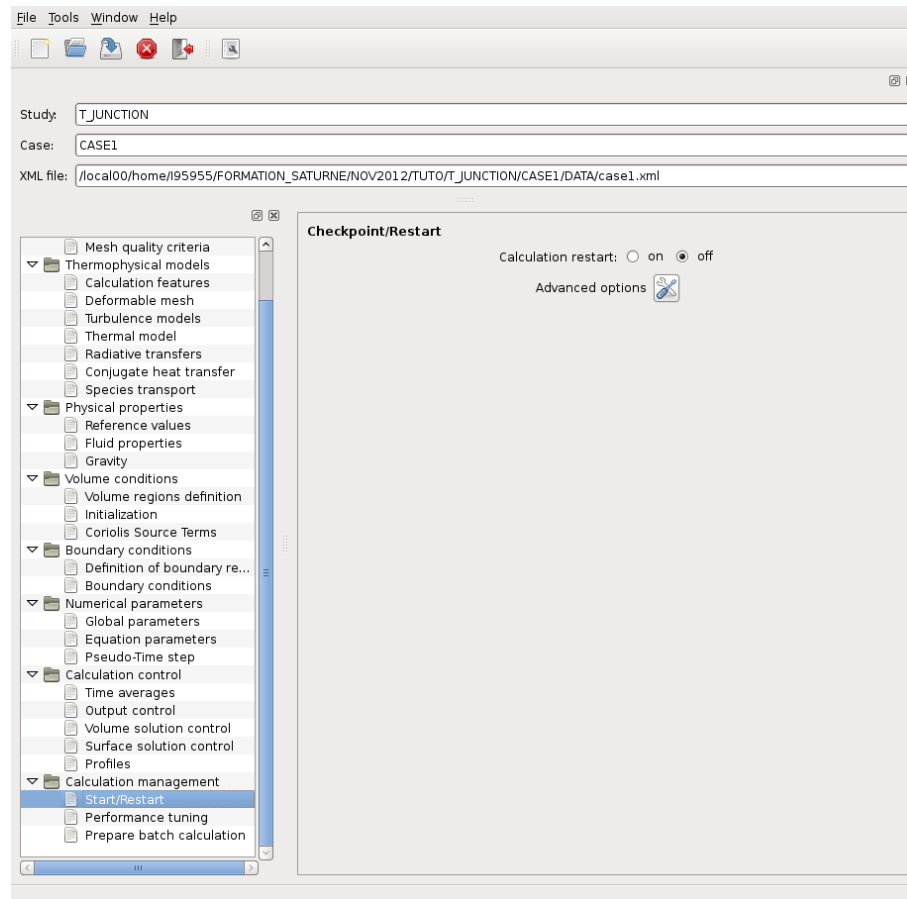 File Tools Window Help
Study: T_JUNCTION
Case: CASE1
XML file: /local00/home/I95955/FORMATION_SATURNE/NOV2012/TUTO/T_JUNCTION/CASE1/DATA/case1.xml
Mesh quality criteria
Thermophysical models
Calculation features
Deformable mesh
Turbulence models
Thermal model
Radiative transfers
Conjugate heat transfer
Species transport
Physical properties
Reference values
Fluid properties
Gravity
Volume conditions
Volume regions definition
Initialization
Coriolis Source Terms
Boundary conditions
Definition of boundary re...
Boundary conditions
Numerical parameters
Global parameters
Equation parameters
Pseudo-Time step
Calculation control
Time averages
Output control
Volume solution control
Surface solution control
Profiles
Calculation management
Start/Restart
Performance tuning
Prepare batch calculation
Checkpoint/Restart
Calculation restart: on off
Advanced options